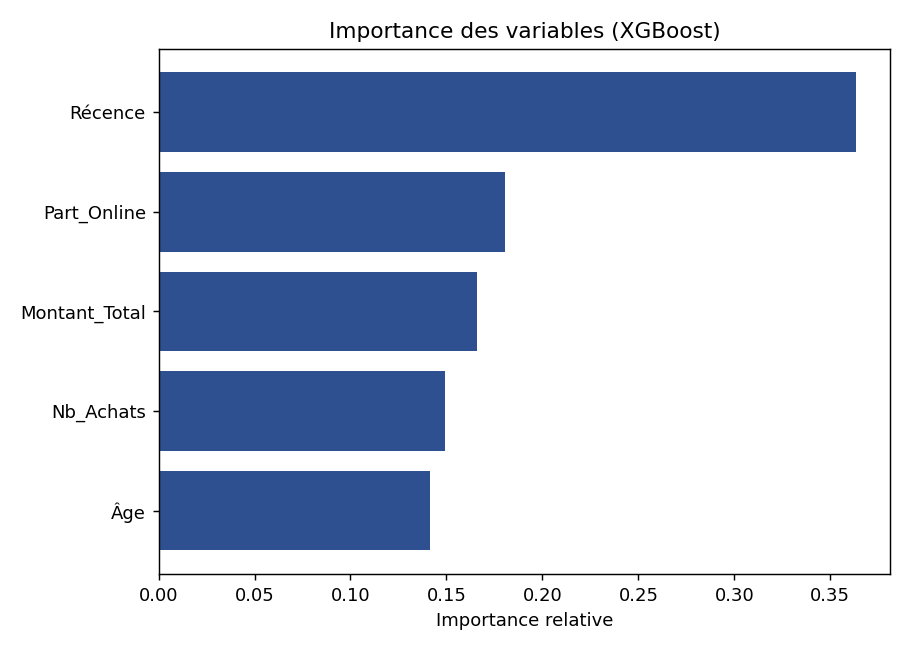 Importance des variables (XGBoost)
Récence
Part_Online
Montant_Total
Nb_Achats
Âge
0.00 0.05 0.10 0.15 0.20 0.25 0.30 0.35
Importance relative